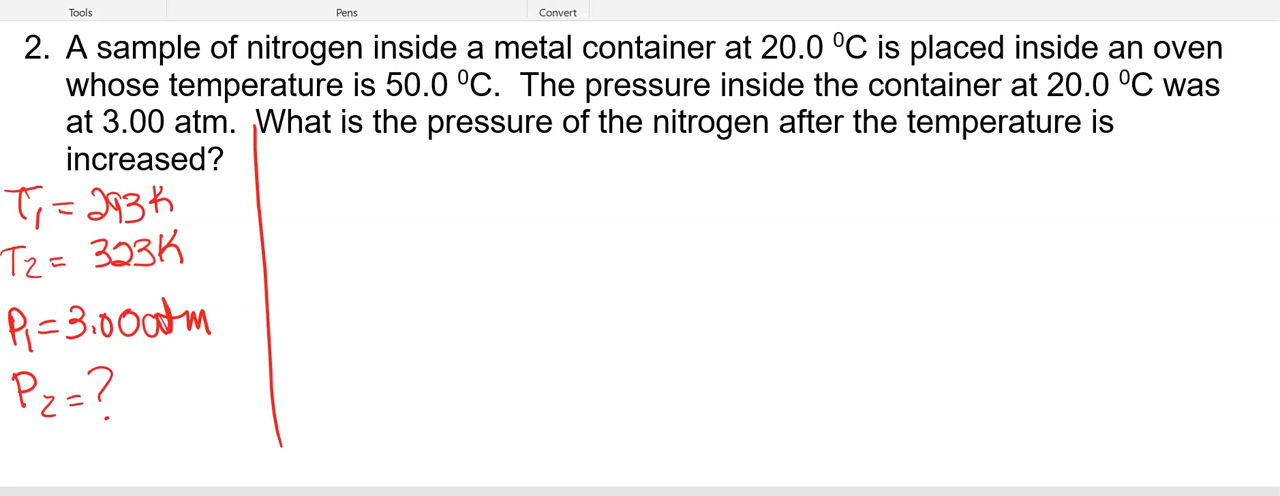 Tools Pens Convert
2. A sample of nitrogen inside a metal container at 20.0 ⁰C is placed inside an oven
whose temperature is 50.0 ⁰C. The pressure inside the container at 20.0 ⁰C was
at 3.00 atm. What is the pressure of the nitrogen after the temperature is
increased?
T₁ = 293K
T₂ = 323K
P₁ = 3.00atm
P₂ = ?